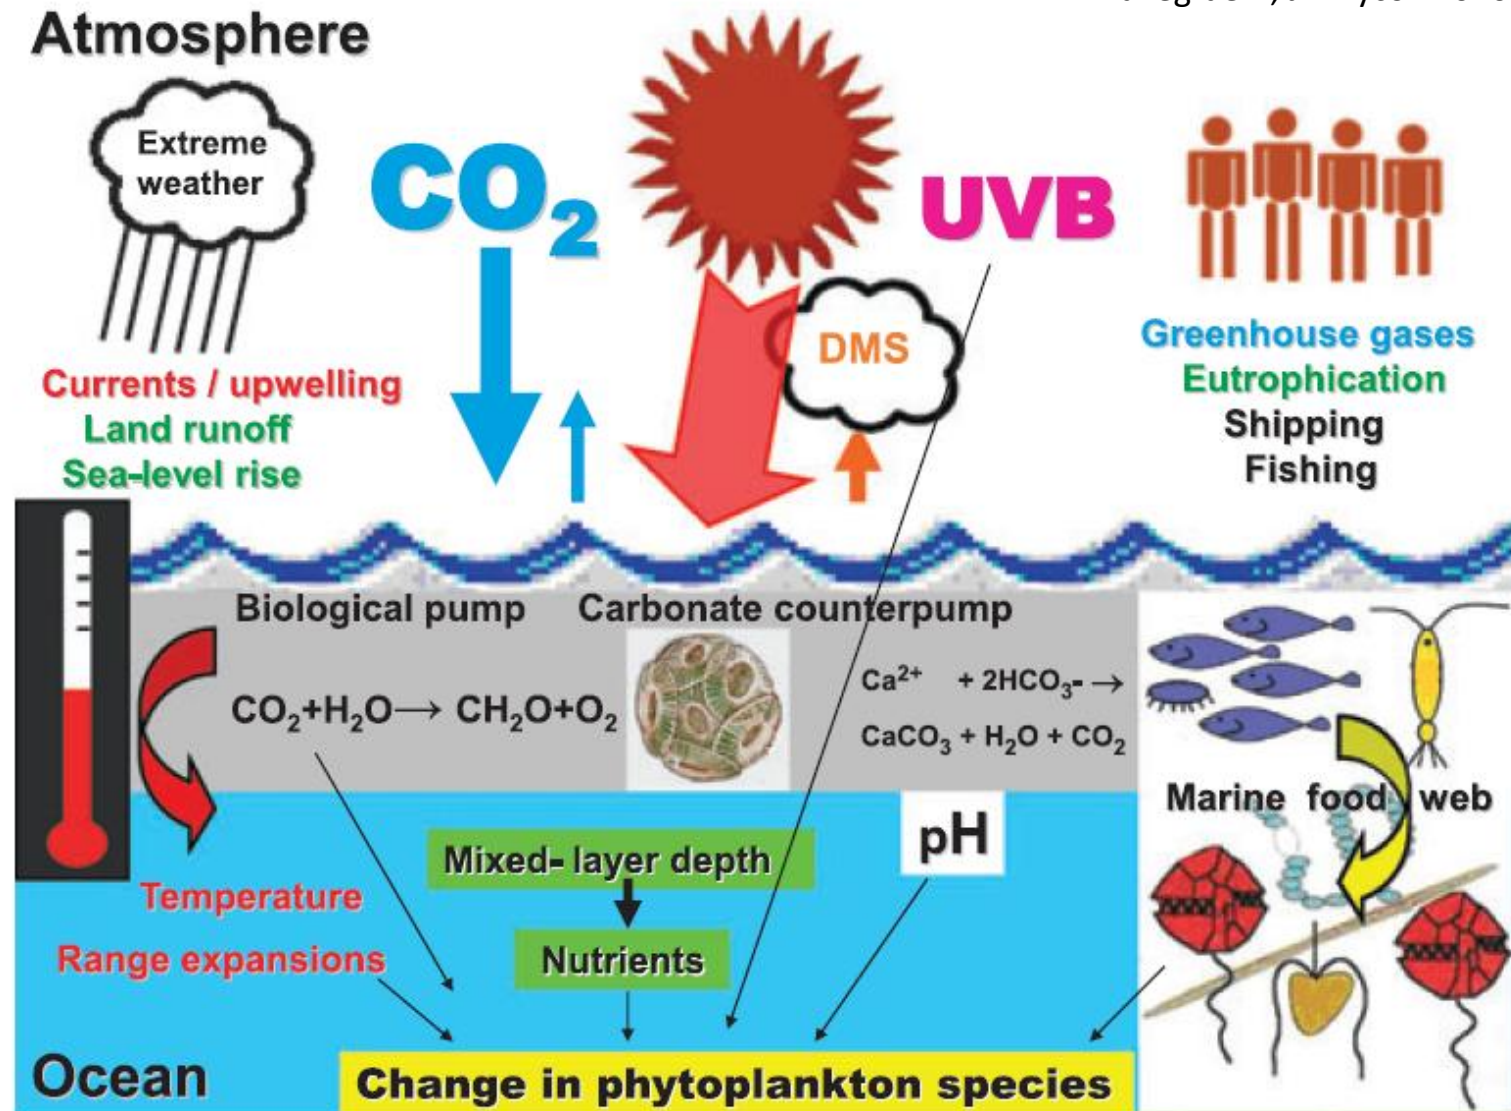 Atmosphere
Extreme
weather
CO₂
UVB
DMS
Currents / upwelling
Land runoff
Sea-level rise
Greenhouse gases
Eutrophication
Shipping
Fishing
Biological pump
CO₂+H₂O→ CH₂O+O₂
Carbonate counterpump
Ca²⁺ + 2HCO₃- →
CaCO₃ + H₂O + CO₂
Marine food web
pH
Mixed- layer depth
Nutrients
Temperature
Range expansions
Ocean
Change in phytoplankton species